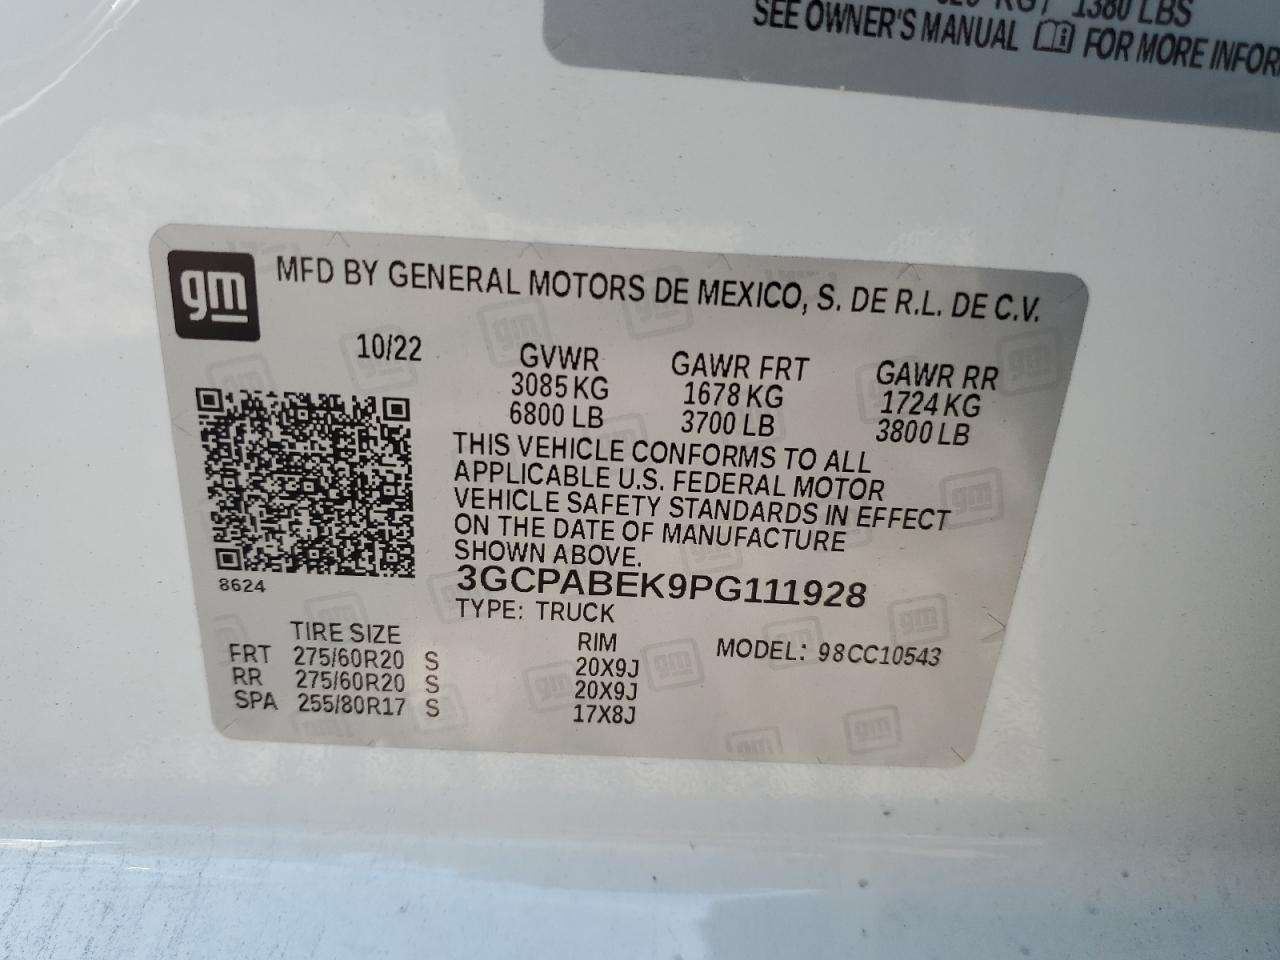 1380 LBS
SEE OWNER'S MANUAL FOR MORE INFOR
gm MFD BY GENERAL MOTORS DE MEXICO, S. DE R.L. DE C.V.
10/22 GVWR GAWR FRT GAWR RR
3085 KG 1678 KG 1724 KG
6800 LB 3700 LB 3800 LB
THIS VEHICLE CONFORMS TO ALL
APPLICABLE U.S. FEDERAL MOTOR
VEHICLE SAFETY STANDARDS IN EFFECT
ON THE DATE OF MANUFACTURE
SHOWN ABOVE.
8624 3GCPABEK9PG111928
TYPE: TRUCK
TIRE SIZE RIM MODEL: 98CC10543
FRT 275/60R20 S 20X9J
RR 275/60R20 S 20X9J
SPA 255/80R17 S 17X8J